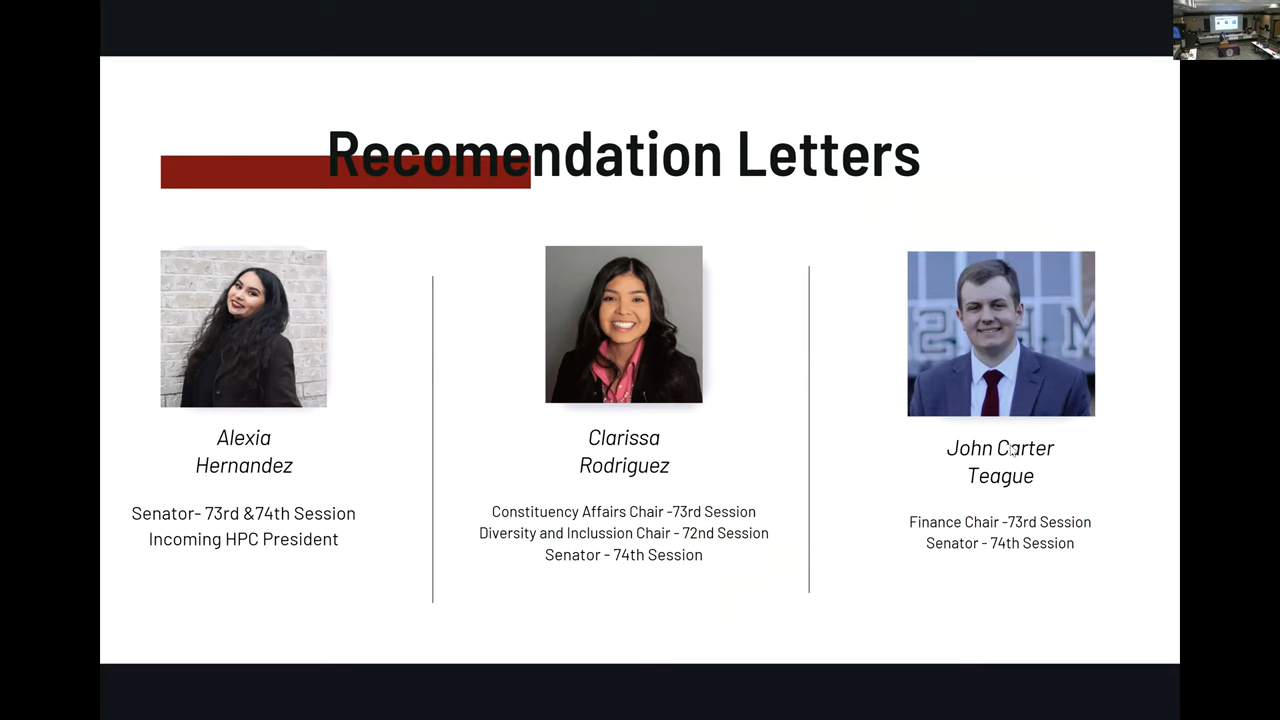 Recomendation Letters
Alexia
Hernandez
Senator- 73rd &74th Session
Incoming HPC President
Clarissa
Rodriguez
Constituency Affairs Chair -73rd Session
Diversity and Inclussion Chair - 72nd Session
Senator - 74th Session
John Carter
Teague
Finance Chair -73rd Session
Senator - 74th Session